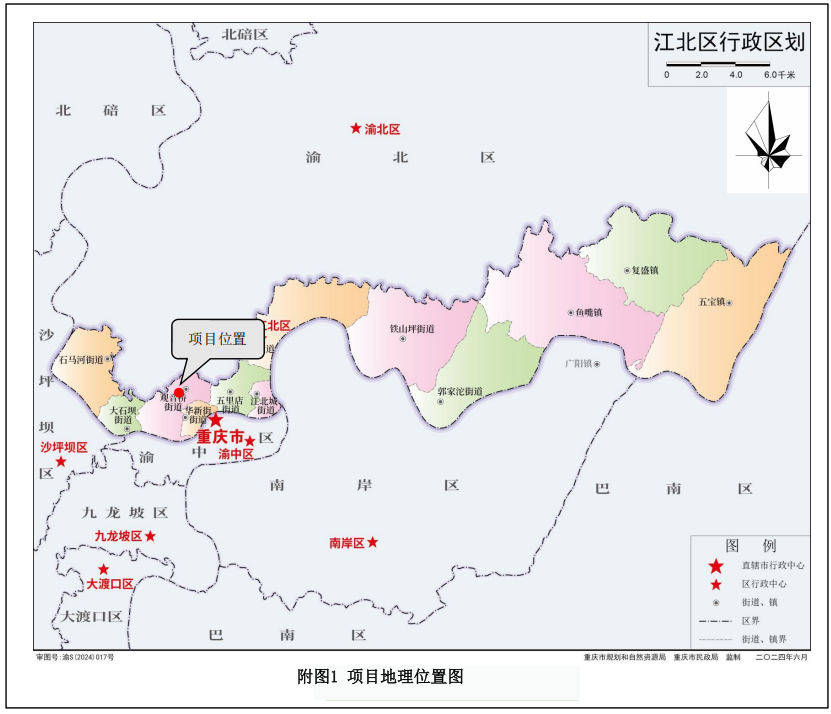 北碚区
江北区行政区划
0 2.0 4.0 6.0千米
北碚区
渝北区
渝北区
复盛镇
五宝镇
鱼嘴镇
北区
铁山坪街道
沙坪坝区
项目位置
道
石马河街道
广阳镇
郭家沱街道
观音桥
街道
五里店
街道
江北城
街道
大石坝
街道
华新街
街道
重庆市
渝中区
渝中区
沙坪坝区
南岸区
巴南区
九龙坡区
九龙坡区
南岸区
大渡口区
大渡口区
巴南区
图例
直辖市行政中心
区行政中心
街道、镇
区界
街道、镇界
审图号:渝S(2024)017号
重庆市规划和自然资源局 重庆市民政局 监制 二〇二四年六月
附图1 项目地理位置图